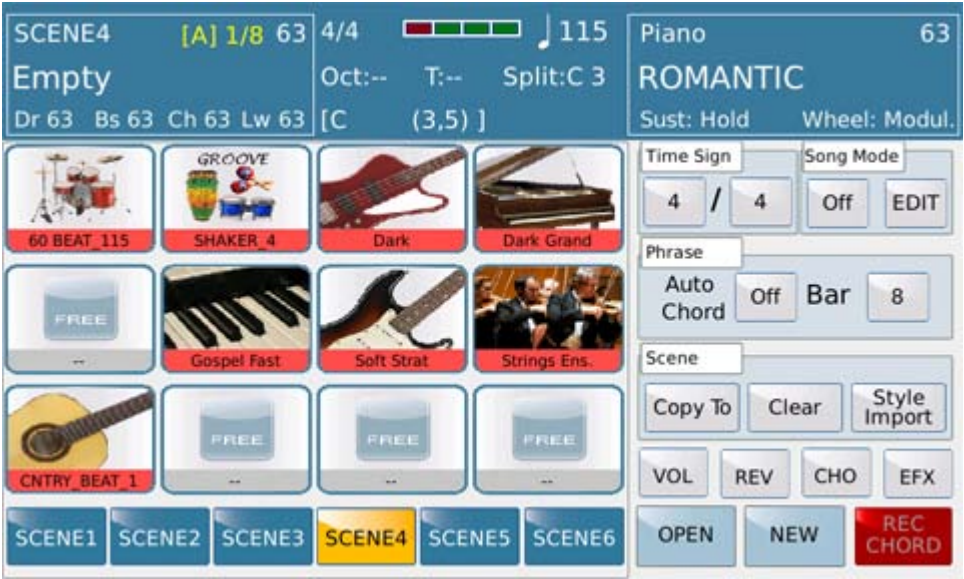 SCENE4 [A] 1/8 63
Empty
Dr 63 Bs 63 Ch 63 Lw 63
4/4 115
Oct:-- T:-- Split:C 3
[C (3,5) ]
Piano 63
ROMANTIC
Sust: Hold Wheel: Modul.
60 BEAT_115
GROOVE
SHAKER_4
Dark
Dark Grand
FREE
--
Gospel Fast
Soft Strat
Strings Ens.
CNTRY_BEAT_1
FREE
--
FREE
--
FREE
--
SCENE1 SCENE2 SCENE3 SCENE4 SCENE5 SCENE6
Time Sign
4 / 4
Song Mode
Off EDIT
Phrase
Auto
Chord
Off Bar 8
Scene
Copy To Clear Style
Import
VOL REV CHO EFX
OPEN NEW REC
CHORD